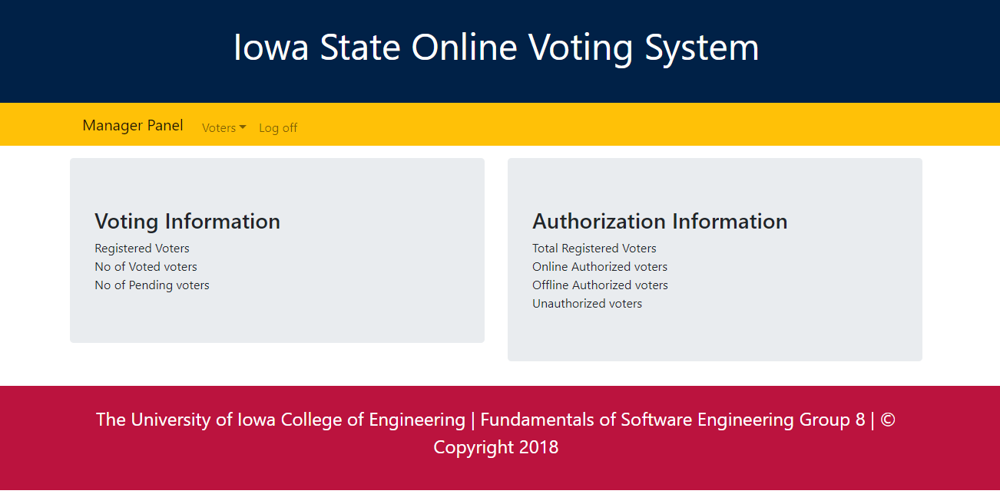 Iowa State Online Voting System
Manager Panel Voters Log off
Voting Information
Registered Voters
No of Voted voters
No of Pending voters
Authorization Information
Total Registered Voters
Online Authorized voters
Offline Authorized voters
Unauthorized voters
The University of Iowa College of Engineering | Fundamentals of Software Engineering Group 8 | ©
Copyright 2018